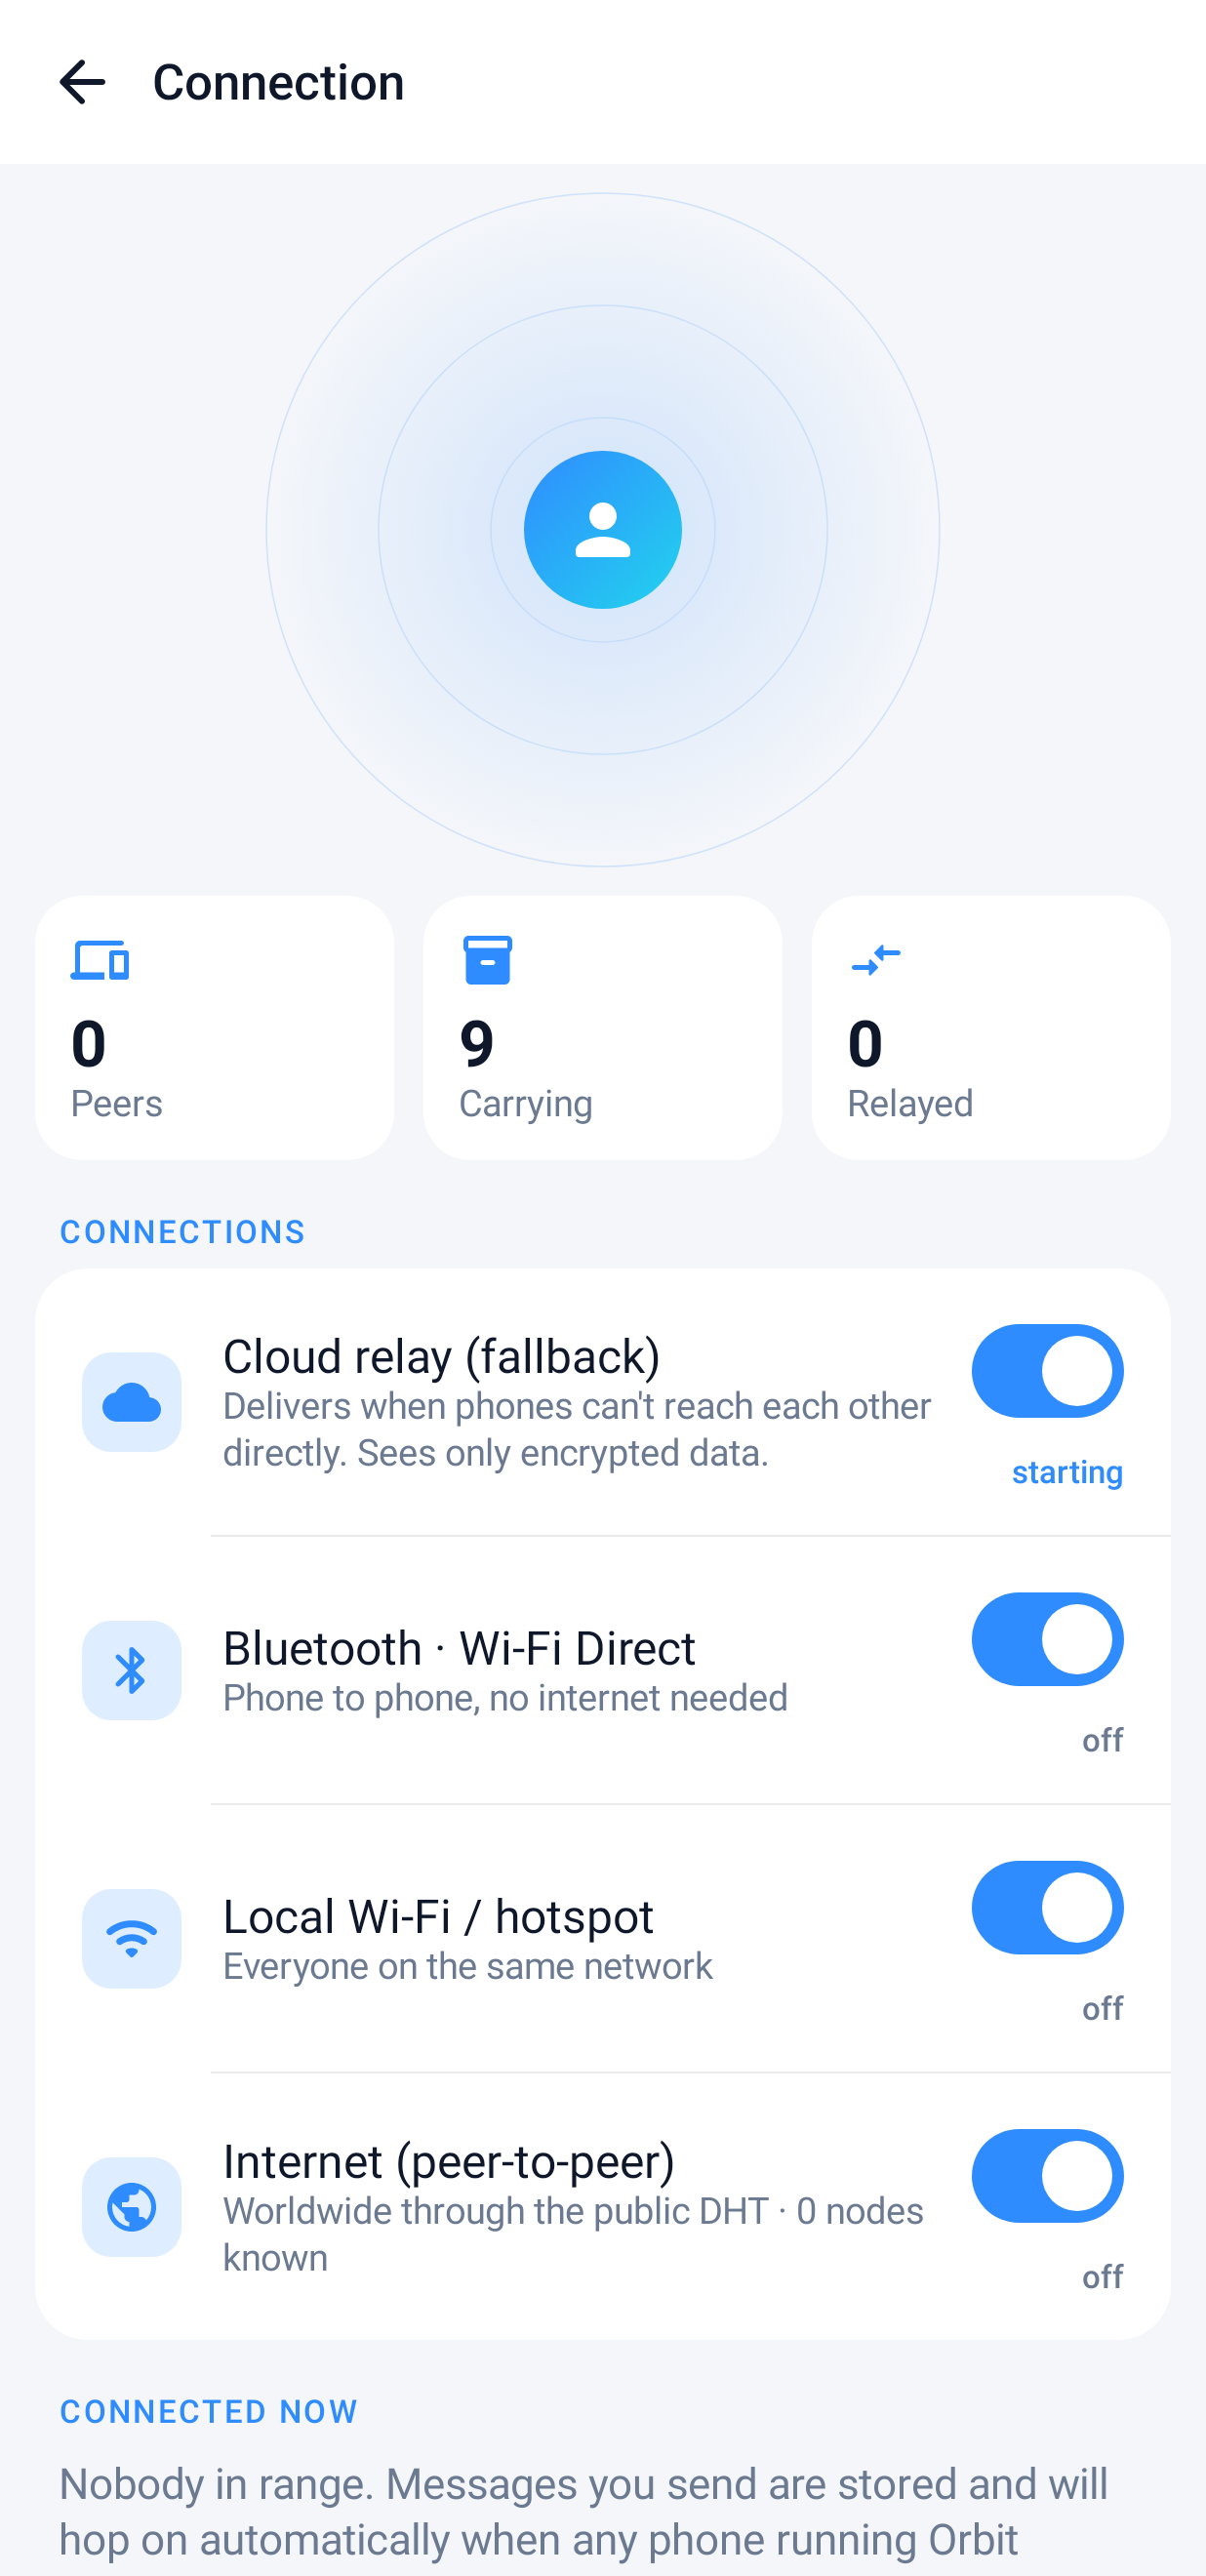 Connection
0
Peers
9
Carrying
0
Relayed
CONNECTIONS
Cloud relay (fallback)
Delivers when phones can't reach each other
directly. Sees only encrypted data.
starting
Bluetooth · Wi-Fi Direct
Phone to phone, no internet needed
off
Local Wi-Fi / hotspot
Everyone on the same network
off
Internet (peer-to-peer)
Worldwide through the public DHT · 0 nodes
known
off
CONNECTED NOW
Nobody in range. Messages you send are stored and will
hop on automatically when any phone running Orbit